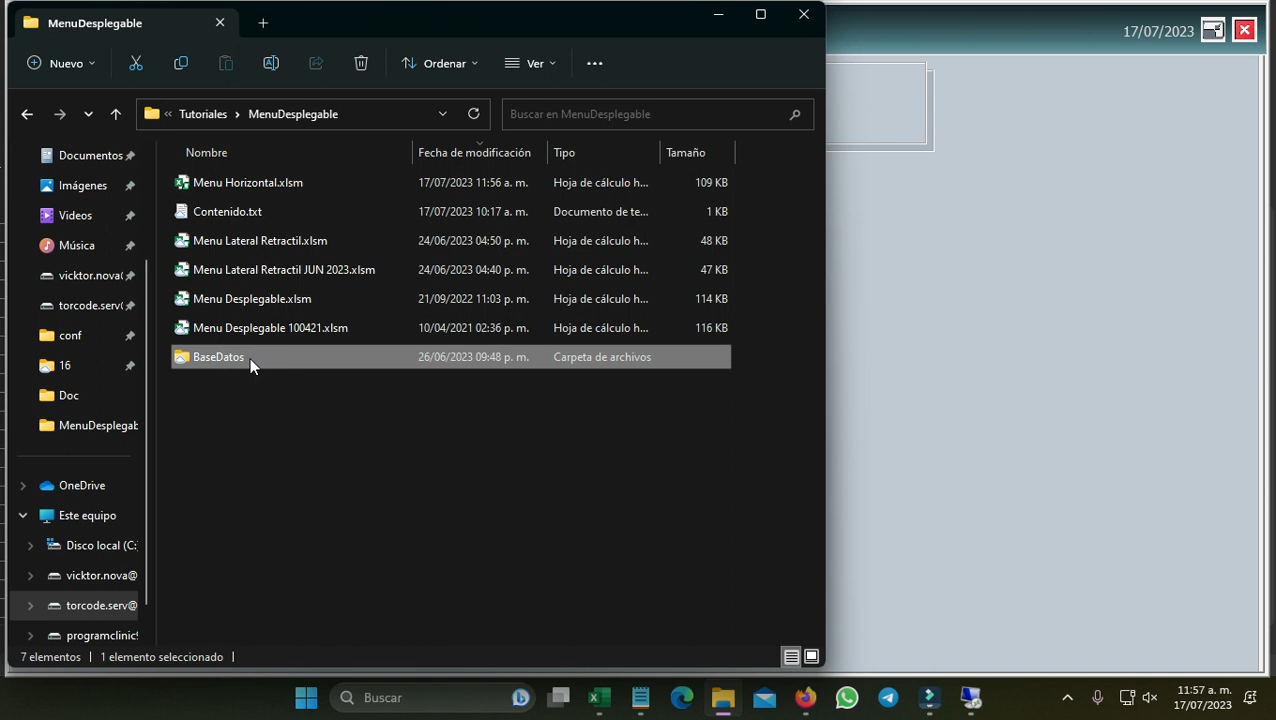 MenuDesplegable
17/07/2023
Nuevo
Ordenar
Ver
Tutoriales
MenuDesplegable
Buscar en MenuDesplegable
Nombre
Fecha de modificación
Tipo
Tamaño
Documentos
Imágenes
Videos
Música
vicktor.nova(
torcode.serv(
conf
16
Doc
MenuDesplegab
OneDrive
Este equipo
Disco local (C:
vicktor.nova@
torcode.serv@
programclinic!
Menu Horizontal.xlsm 17/07/2023 11:56 a. m. Hoja de cálculo h... 109 KB
Contenido.txt 17/07/2023 10:17 a. m. Documento de te... 1 KB
Menu Lateral Retractil.xlsm 24/06/2023 04:50 p. m. Hoja de cálculo h... 48 KB
Menu Lateral Retractil JUN 2023.xlsm 24/06/2023 04:40 p. m. Hoja de cálculo h... 47 KB
Menu Desplegable.xlsm 21/09/2022 11:03 p. m. Hoja de cálculo h... 114 KB
Menu Desplegable 100421.xlsm 10/04/2021 02:36 p. m. Hoja de cálculo h... 116 KB
BaseDatos 26/06/2023 09:48 p. m. Carpeta de archivos
7 elementos
1 elemento seleccionado
Buscar
11:57 a. m.
17/07/2023